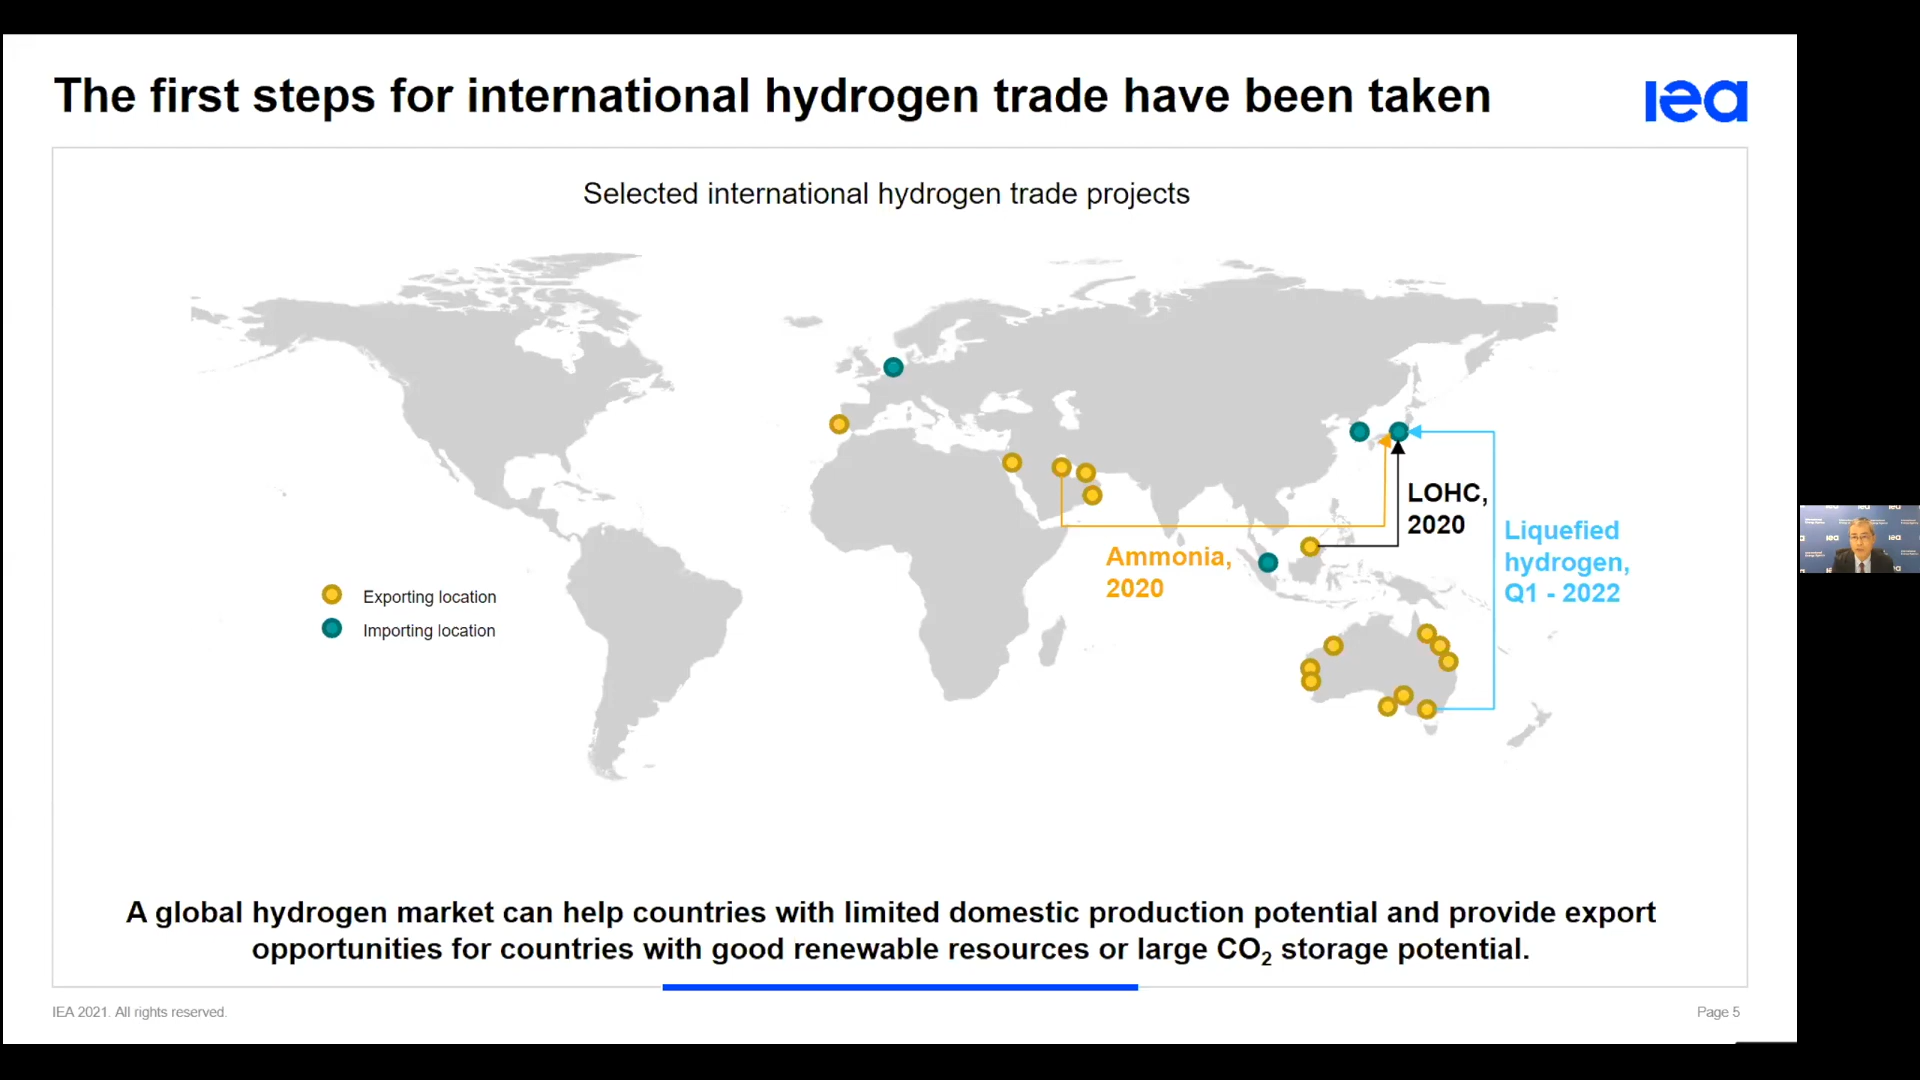 The first steps for international hydrogen trade have been taken
iea
Selected international hydrogen trade projects
LOHC,
2020
Liquefied
hydrogen,
Q1 - 2022
Ammonia,
2020
Exporting location
Importing location
A global hydrogen market can help countries with limited domestic production potential and provide export
opportunities for countries with good renewable resources or large CO₂ storage potential.
IEA 2021. All rights reserved.
Page 5
iea
iea